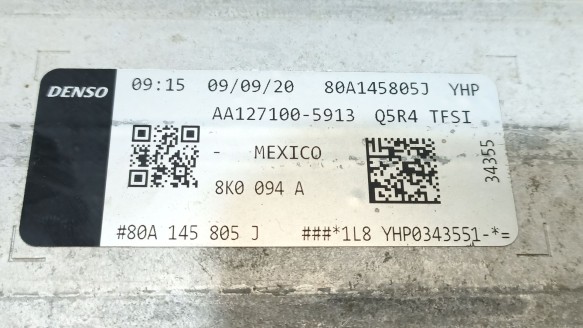 DENSO
09:15 09/09/20 80A145805J YHP
AA127100-5913 Q5R4 TFSI
- MEXICO
8K0 094 A
34355
#80A 145 805 J ###*1L8 YHP0343551-*=